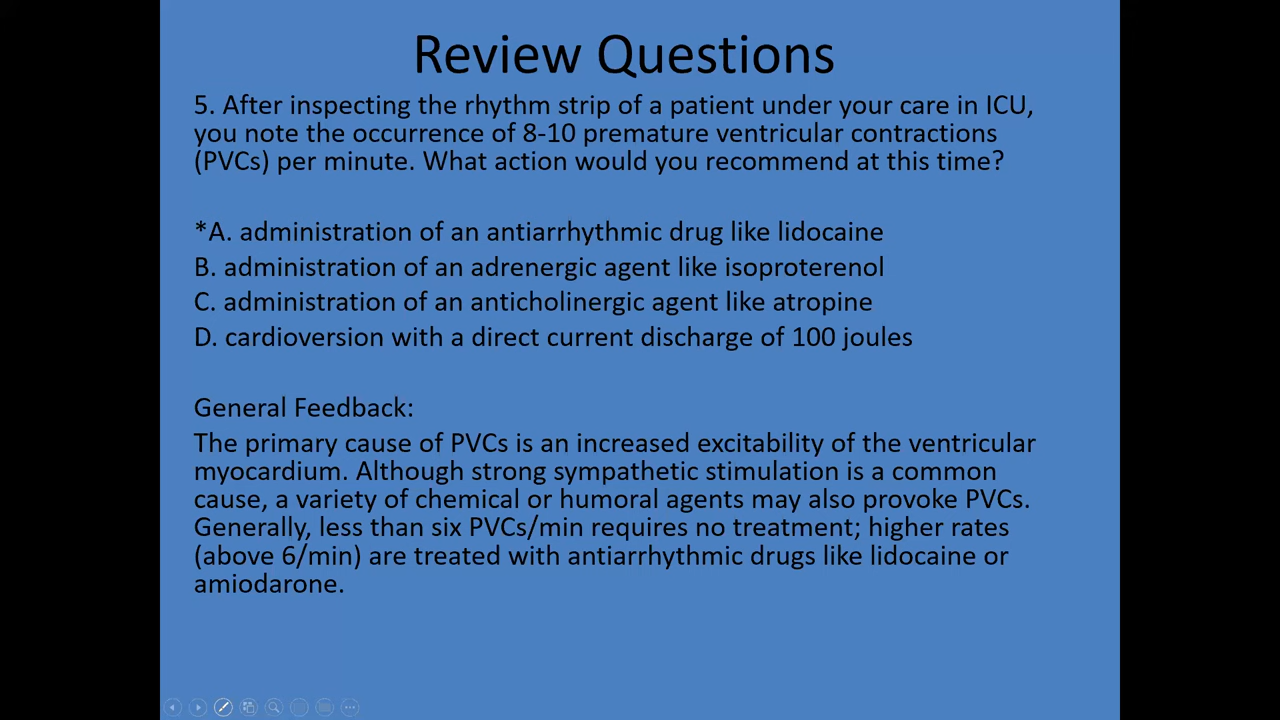 Review Questions
5. After inspecting the rhythm strip of a patient under your care in ICU,
you note the occurrence of 8-10 premature ventricular contractions
(PVCs) per minute. What action would you recommend at this time?
*A. administration of an antiarrhythmic drug like lidocaine
B. administration of an adrenergic agent like isoproterenol
C. administration of an anticholinergic agent like atropine
D. cardioversion with a direct current discharge of 100 joules
General Feedback:
The primary cause of PVCs is an increased excitability of the ventricular
myocardium. Although strong sympathetic stimulation is a common
cause, a variety of chemical or humoral agents may also provoke PVCs.
Generally, less than six PVCs/min requires no treatment; higher rates
(above 6/min) are treated with antiarrhythmic drugs like lidocaine or
amiodarone.